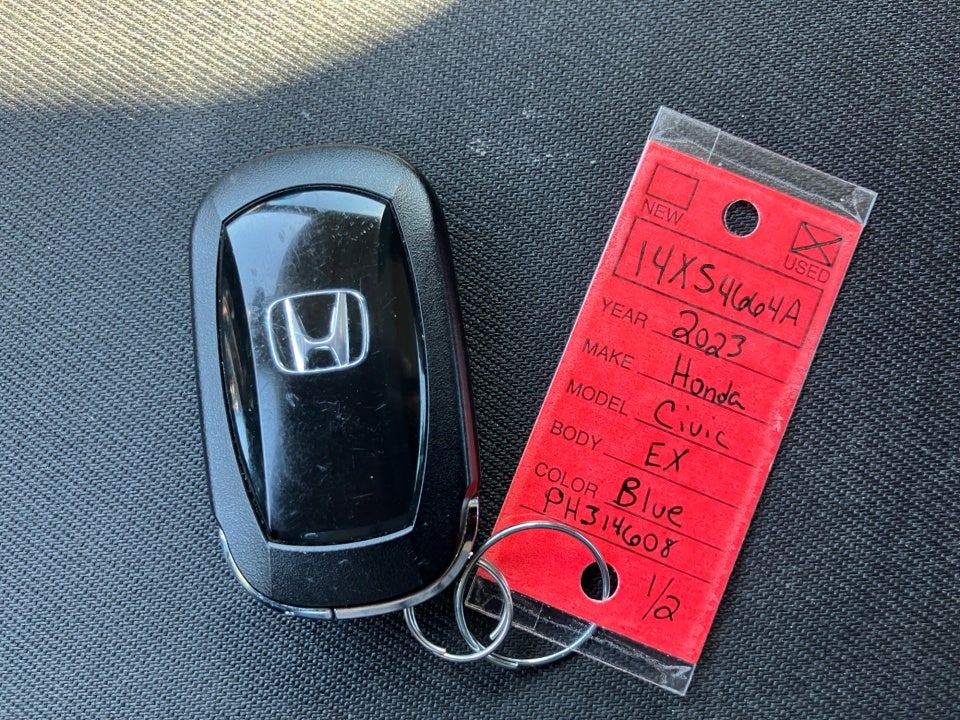 NEW
USED
14XS4664A
YEAR 2023
MAKE Honda
MODEL Civic
BODY EX
COLOR Blue
PH314608
1/2